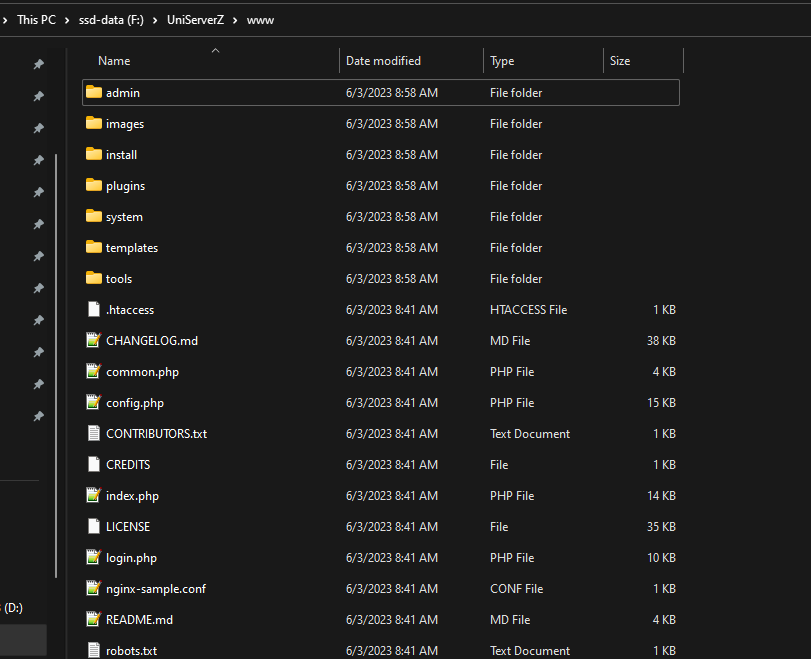 This PC > ssd-data (F:) > UniServerZ > www
Name Date modified Type Size
admin 6/3/2023 8:58 AM File folder
images 6/3/2023 8:58 AM File folder
install 6/3/2023 8:58 AM File folder
plugins 6/3/2023 8:58 AM File folder
system 6/3/2023 8:58 AM File folder
templates 6/3/2023 8:58 AM File folder
tools 6/3/2023 8:58 AM File folder
.htaccess 6/3/2023 8:41 AM HTACCESS File 1 KB
CHANGELOG.md 6/3/2023 8:41 AM MD File 38 KB
common.php 6/3/2023 8:41 AM PHP File 4 KB
config.php 6/3/2023 8:41 AM PHP File 15 KB
CONTRIBUTORS.txt 6/3/2023 8:41 AM Text Document 1 KB
CREDITS 6/3/2023 8:41 AM File 1 KB
index.php 6/3/2023 8:41 AM PHP File 14 KB
LICENSE 6/3/2023 8:41 AM File 35 KB
login.php 6/3/2023 8:41 AM PHP File 10 KB
nginx-sample.conf 6/3/2023 8:41 AM CONF File 1 KB
(D:)
README.md 6/3/2023 8:41 AM MD File 4 KB
robots.txt 6/3/2023 8:41 AM Text Document 1 KB